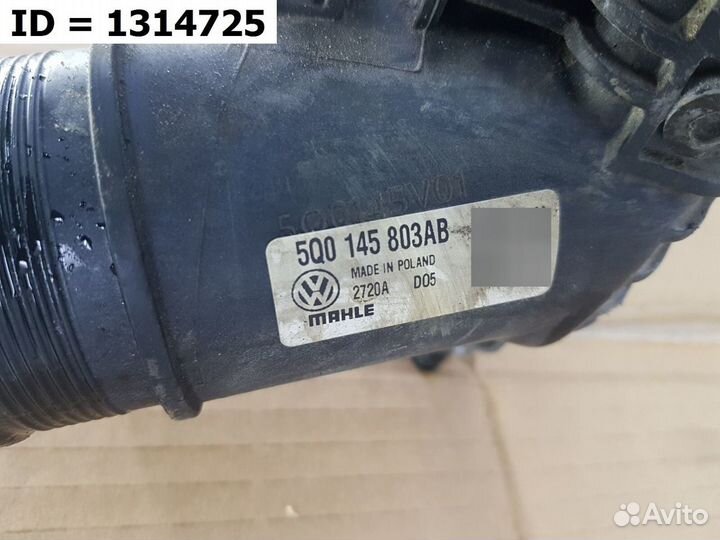 ID = 1314725
5Q0 145 803AB
MADE IN POLAND
2720A D05
MAHLE
Avito